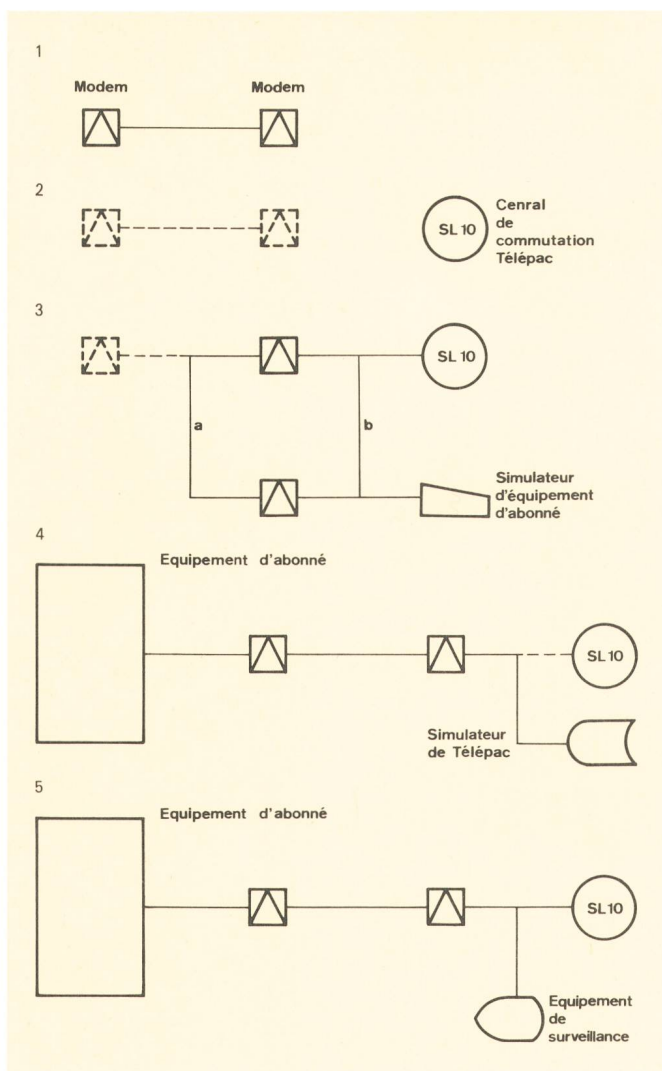 1
Modem Modem
2
SL 10
Cenral
de
commutation
Télépac
3
SL 10
a b
Simulateur
d'équipement
d'abonné
4
Equipement d'abonné
SL 10
Simulateur
de Télépac
5
Equipement d'abonné
SL 10
Equipement
de
surveillance